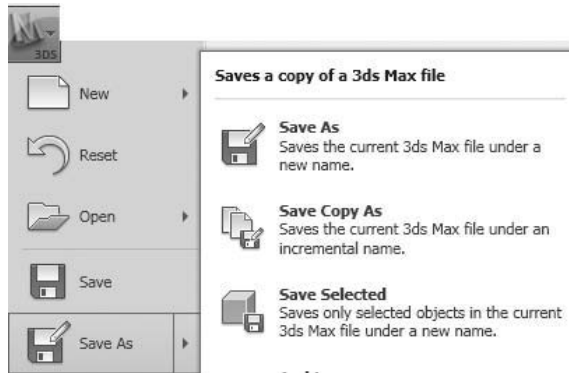 3DS
New
Reset
Open
Save
Save As
Saves a copy of a 3ds Max file
Save As
Saves the current 3ds Max file under a
new name.
Save Copy As
Saves the current 3ds Max file under an
incremental name.
Save Selected
Saves only selected objects in the current
3ds Max file under a new name.